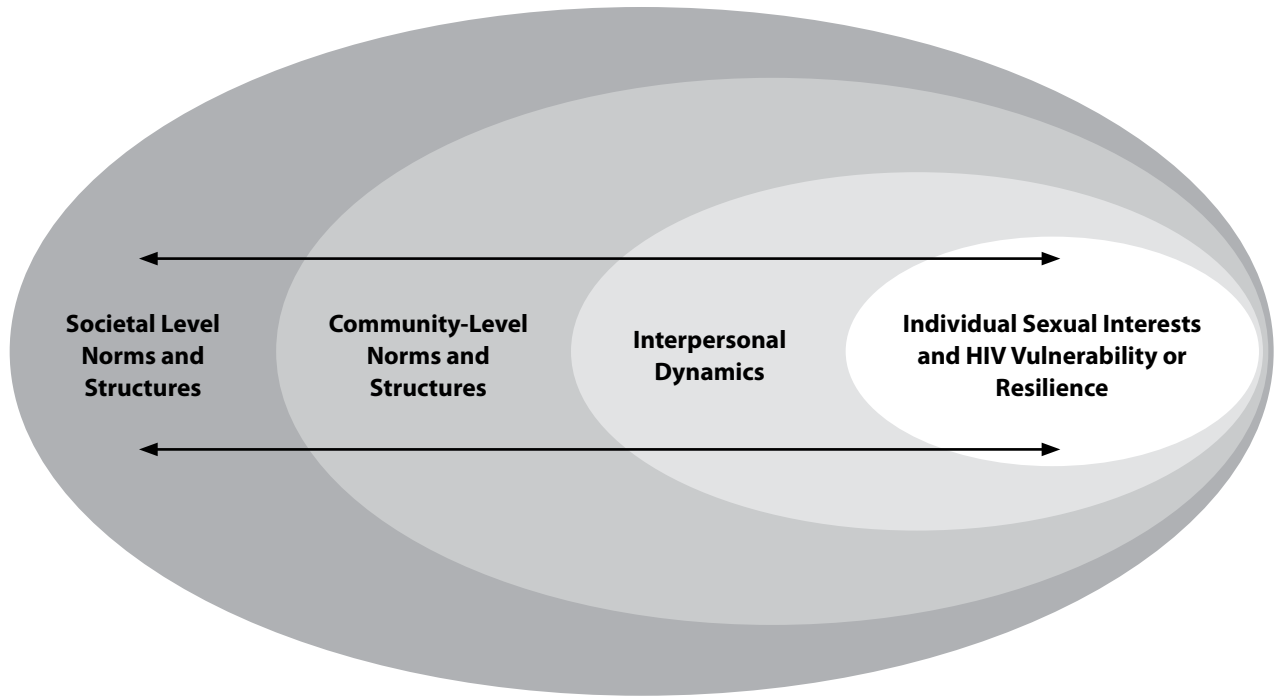 Societal Level
Norms and
Structures
Community-Level
Norms and
Structures
Interpersonal
Dynamics
Individual Sexual Interests
and HIV Vulnerability or
Resilience